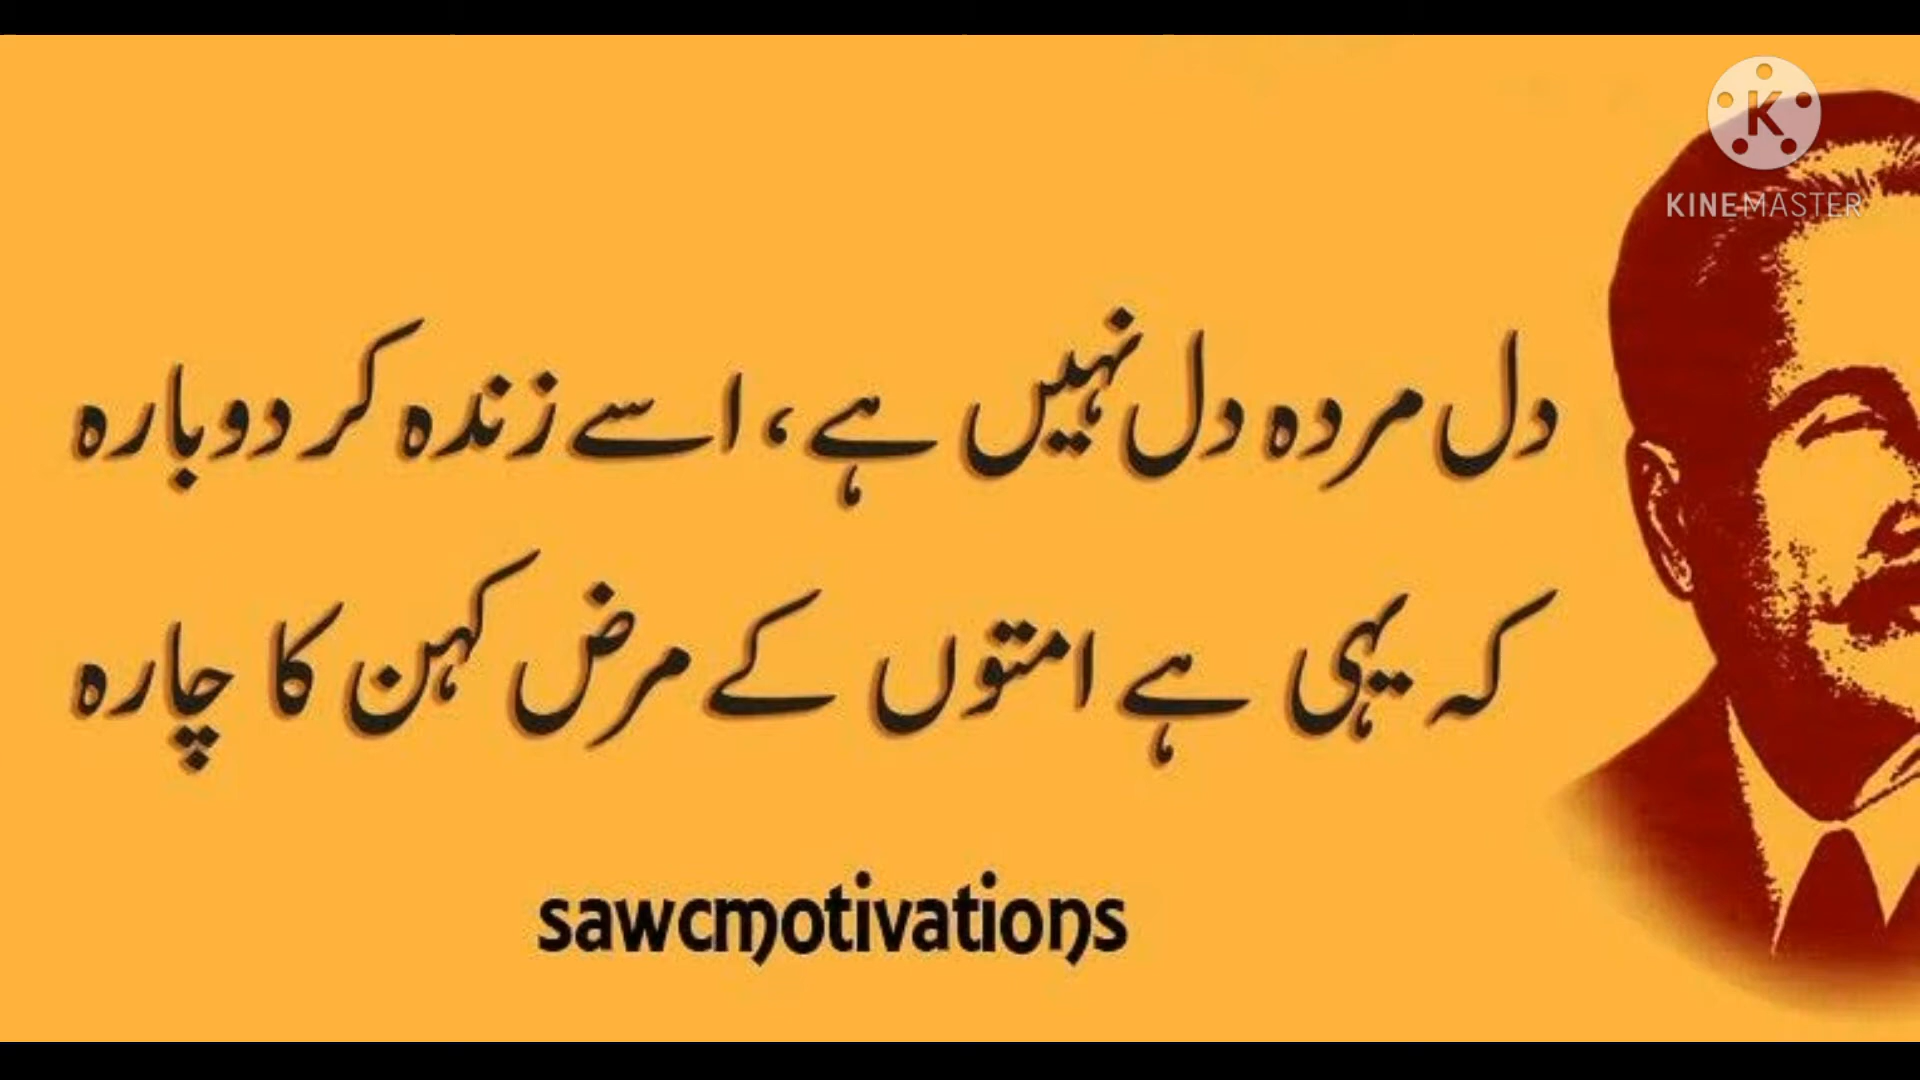 K
KINEMASTER
دل مردہ دل نہیں ہے، اسے زندہ کر دوبارہ
کہ یہی ہے امتوں کے مرض کہن کا چارہ
sawcmotivations